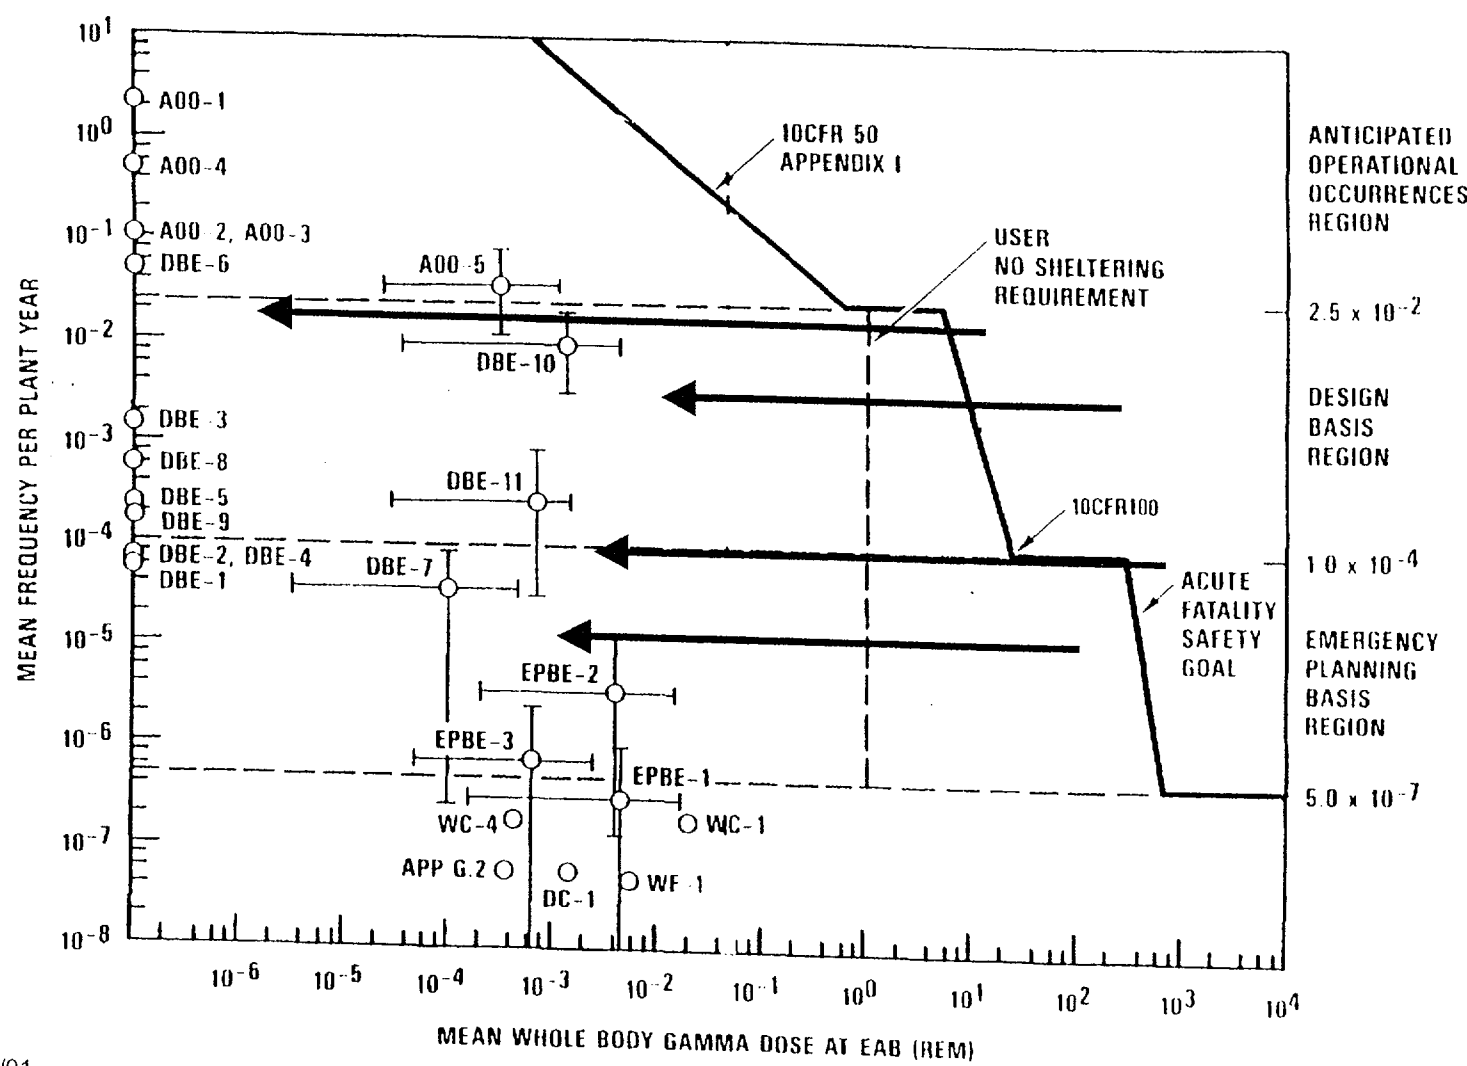 10^1
10^0
10^-1
10^-2
10^-3
10^-4
10^-5
10^-6
10^-7
10^-8
MEAN FREQUENCY PER PLANT YEAR
AOO-1
AOO-4
AOO-2, AOO-3
DBE-6
DBE-3
DBE-8
DBE-5
DBE-9
DBE-2, DBE-4
DBE-1
AOO-5
DBE-10
DBE-11
DBE-7
EPBE-2
EPBE-3
EPBE-1
WC-4
WC-1
APP G.2
DC-1
WF-1
10CFR 50
APPENDIX I
USER
NO SHELTERING
REQUIREMENT
10CFR100
ACUTE
FATALITY
SAFETY
GOAL
ANTICIPATED
OPERATIONAL
OCCURRENCES
REGION
2.5 x 10^-2
DESIGN
BASIS
REGION
1.0 x 10^-4
EMERGENCY
PLANNING
BASIS
REGION
5.0 x 10^-7
10^-6 10^-5 10^-4 10^-3 10^-2 10^-1 10^0 10^1 10^2 10^3 10^4
MEAN WHOLE BODY GAMMA DOSE AT EAB (REM)